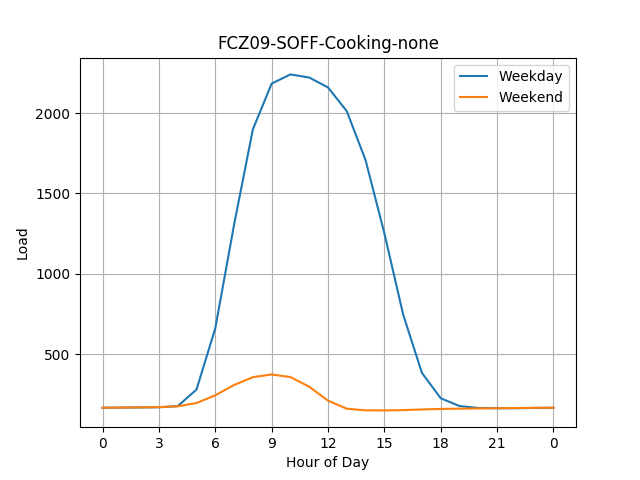 FCZ09-SOFF-Cooking-none
Weekday
Weekend
Load
2000
1500
1000
500
0 3 6 9 12 15 18 21 0
Hour of Day